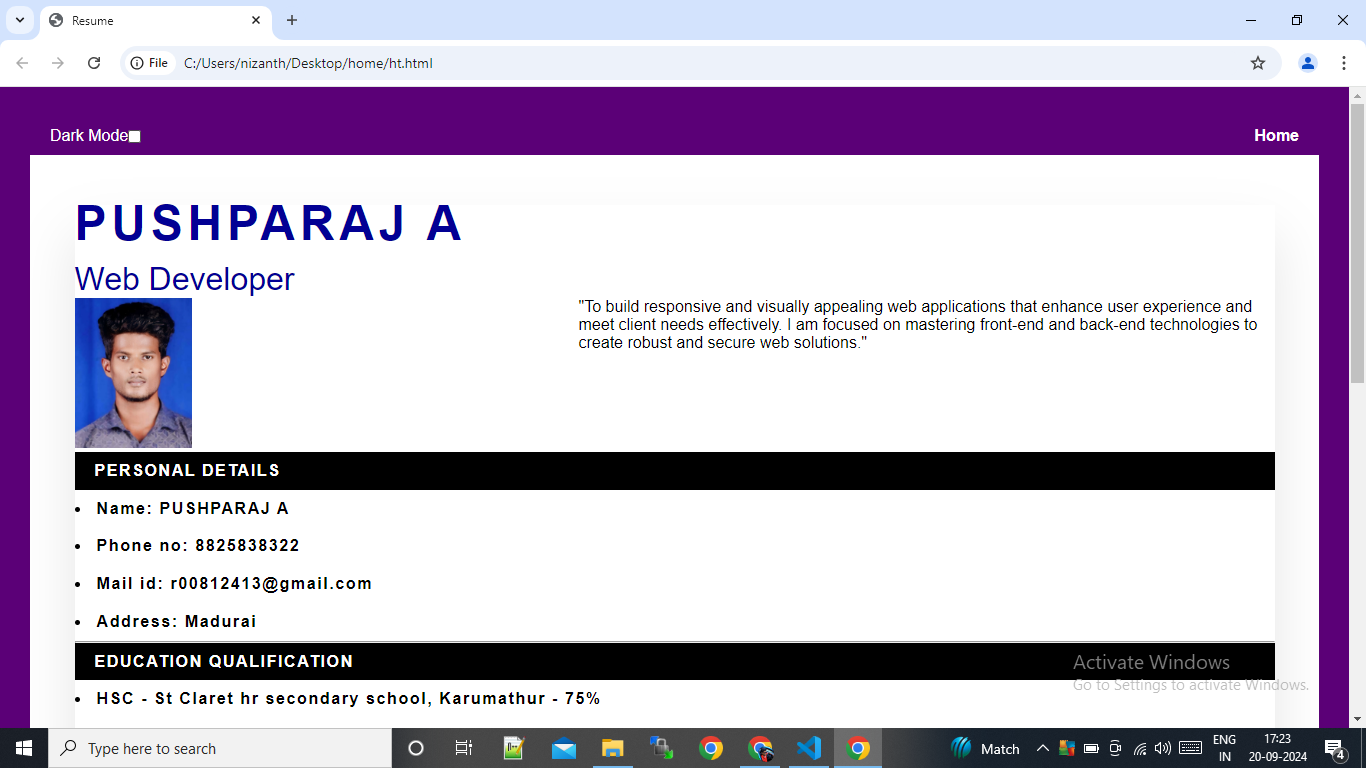 Resume
File
C:/Users/nizanth/Desktop/home/ht.html
Dark Mode
Home
PUSHPARAJ A
Web Developer
"To build responsive and visually appealing web applications that enhance user experience and
meet client needs effectively. I am focused on mastering front-end and back-end technologies to
create robust and secure web solutions."
PERSONAL DETAILS
• Name: PUSHPARAJ A
• Phone no: 8825838322
• Mail id: r00812413@gmail.com
• Address: Madurai
EDUCATION QUALIFICATION
• HSC - St Claret hr secondary school, Karumathur - 75%
Activate Windows
Go to Settings to activate Windows.
Type here to search
Match
ENG
IN
17:23
20-09-2024
4